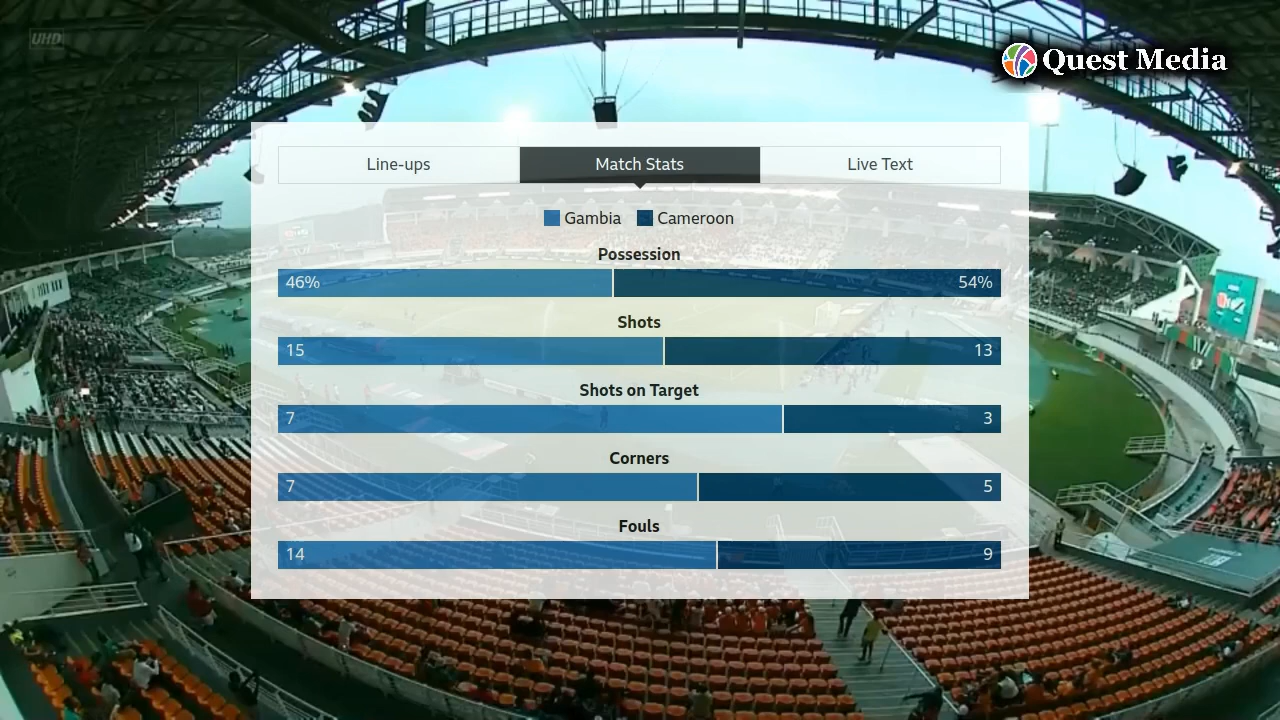 UHD
Quest Media
Line-ups
Match Stats
Live Text
Gambia
Cameroon
Possession
46%
54%
Shots
15
13
Shots on Target
7
3
Corners
7
5
Fouls
14
9